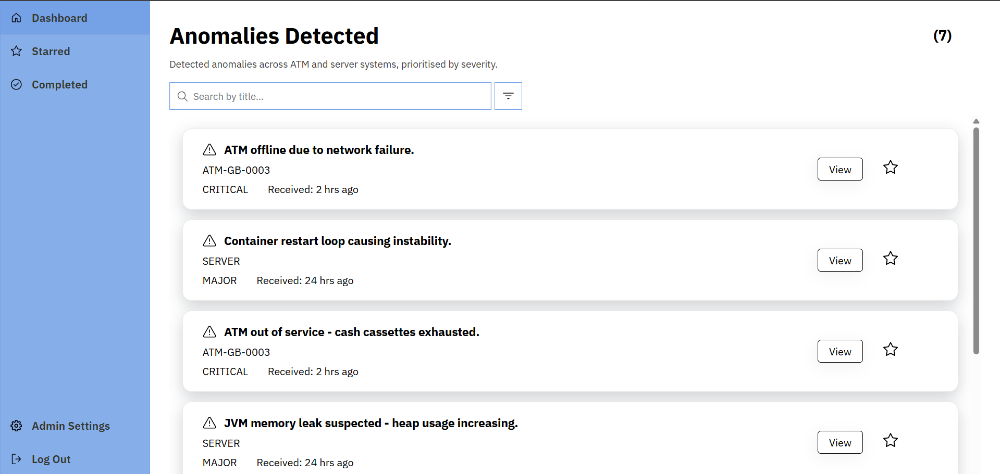 Dashboard
Starred
Completed
Admin Settings
Log Out
Anomalies Detected
(7)
Detected anomalies across ATM and server systems, prioritised by severity.
Search by title...
ATM offline due to network failure.
ATM-GB-0003
CRITICAL Received: 2 hrs ago
View
Container restart loop causing instability.
SERVER
MAJOR Received: 24 hrs ago
View
ATM out of service - cash cassettes exhausted.
ATM-GB-0003
CRITICAL Received: 2 hrs ago
View
JVM memory leak suspected - heap usage increasing.
SERVER
MAJOR Received: 24 hrs ago
View